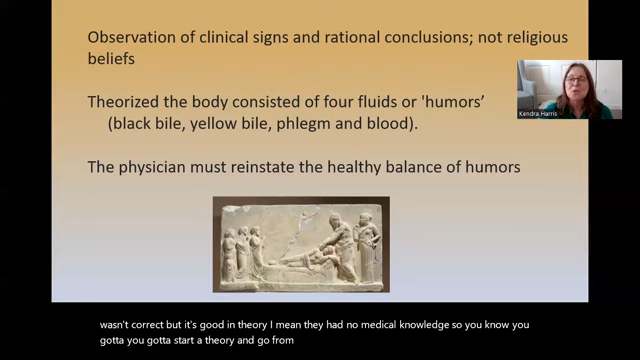 Observation of clinical signs and rational conclusions; not religious
beliefs
Theorized the body consisted of four fluids or 'humors’
(black bile, yellow bile, phlegm and blood).
The physician must reinstate the healthy balance of humors
Kendra Harris
wasn't correct but it's good in theory I mean they had no medical knowledge so you know you
gotta you gotta start a theory and go from